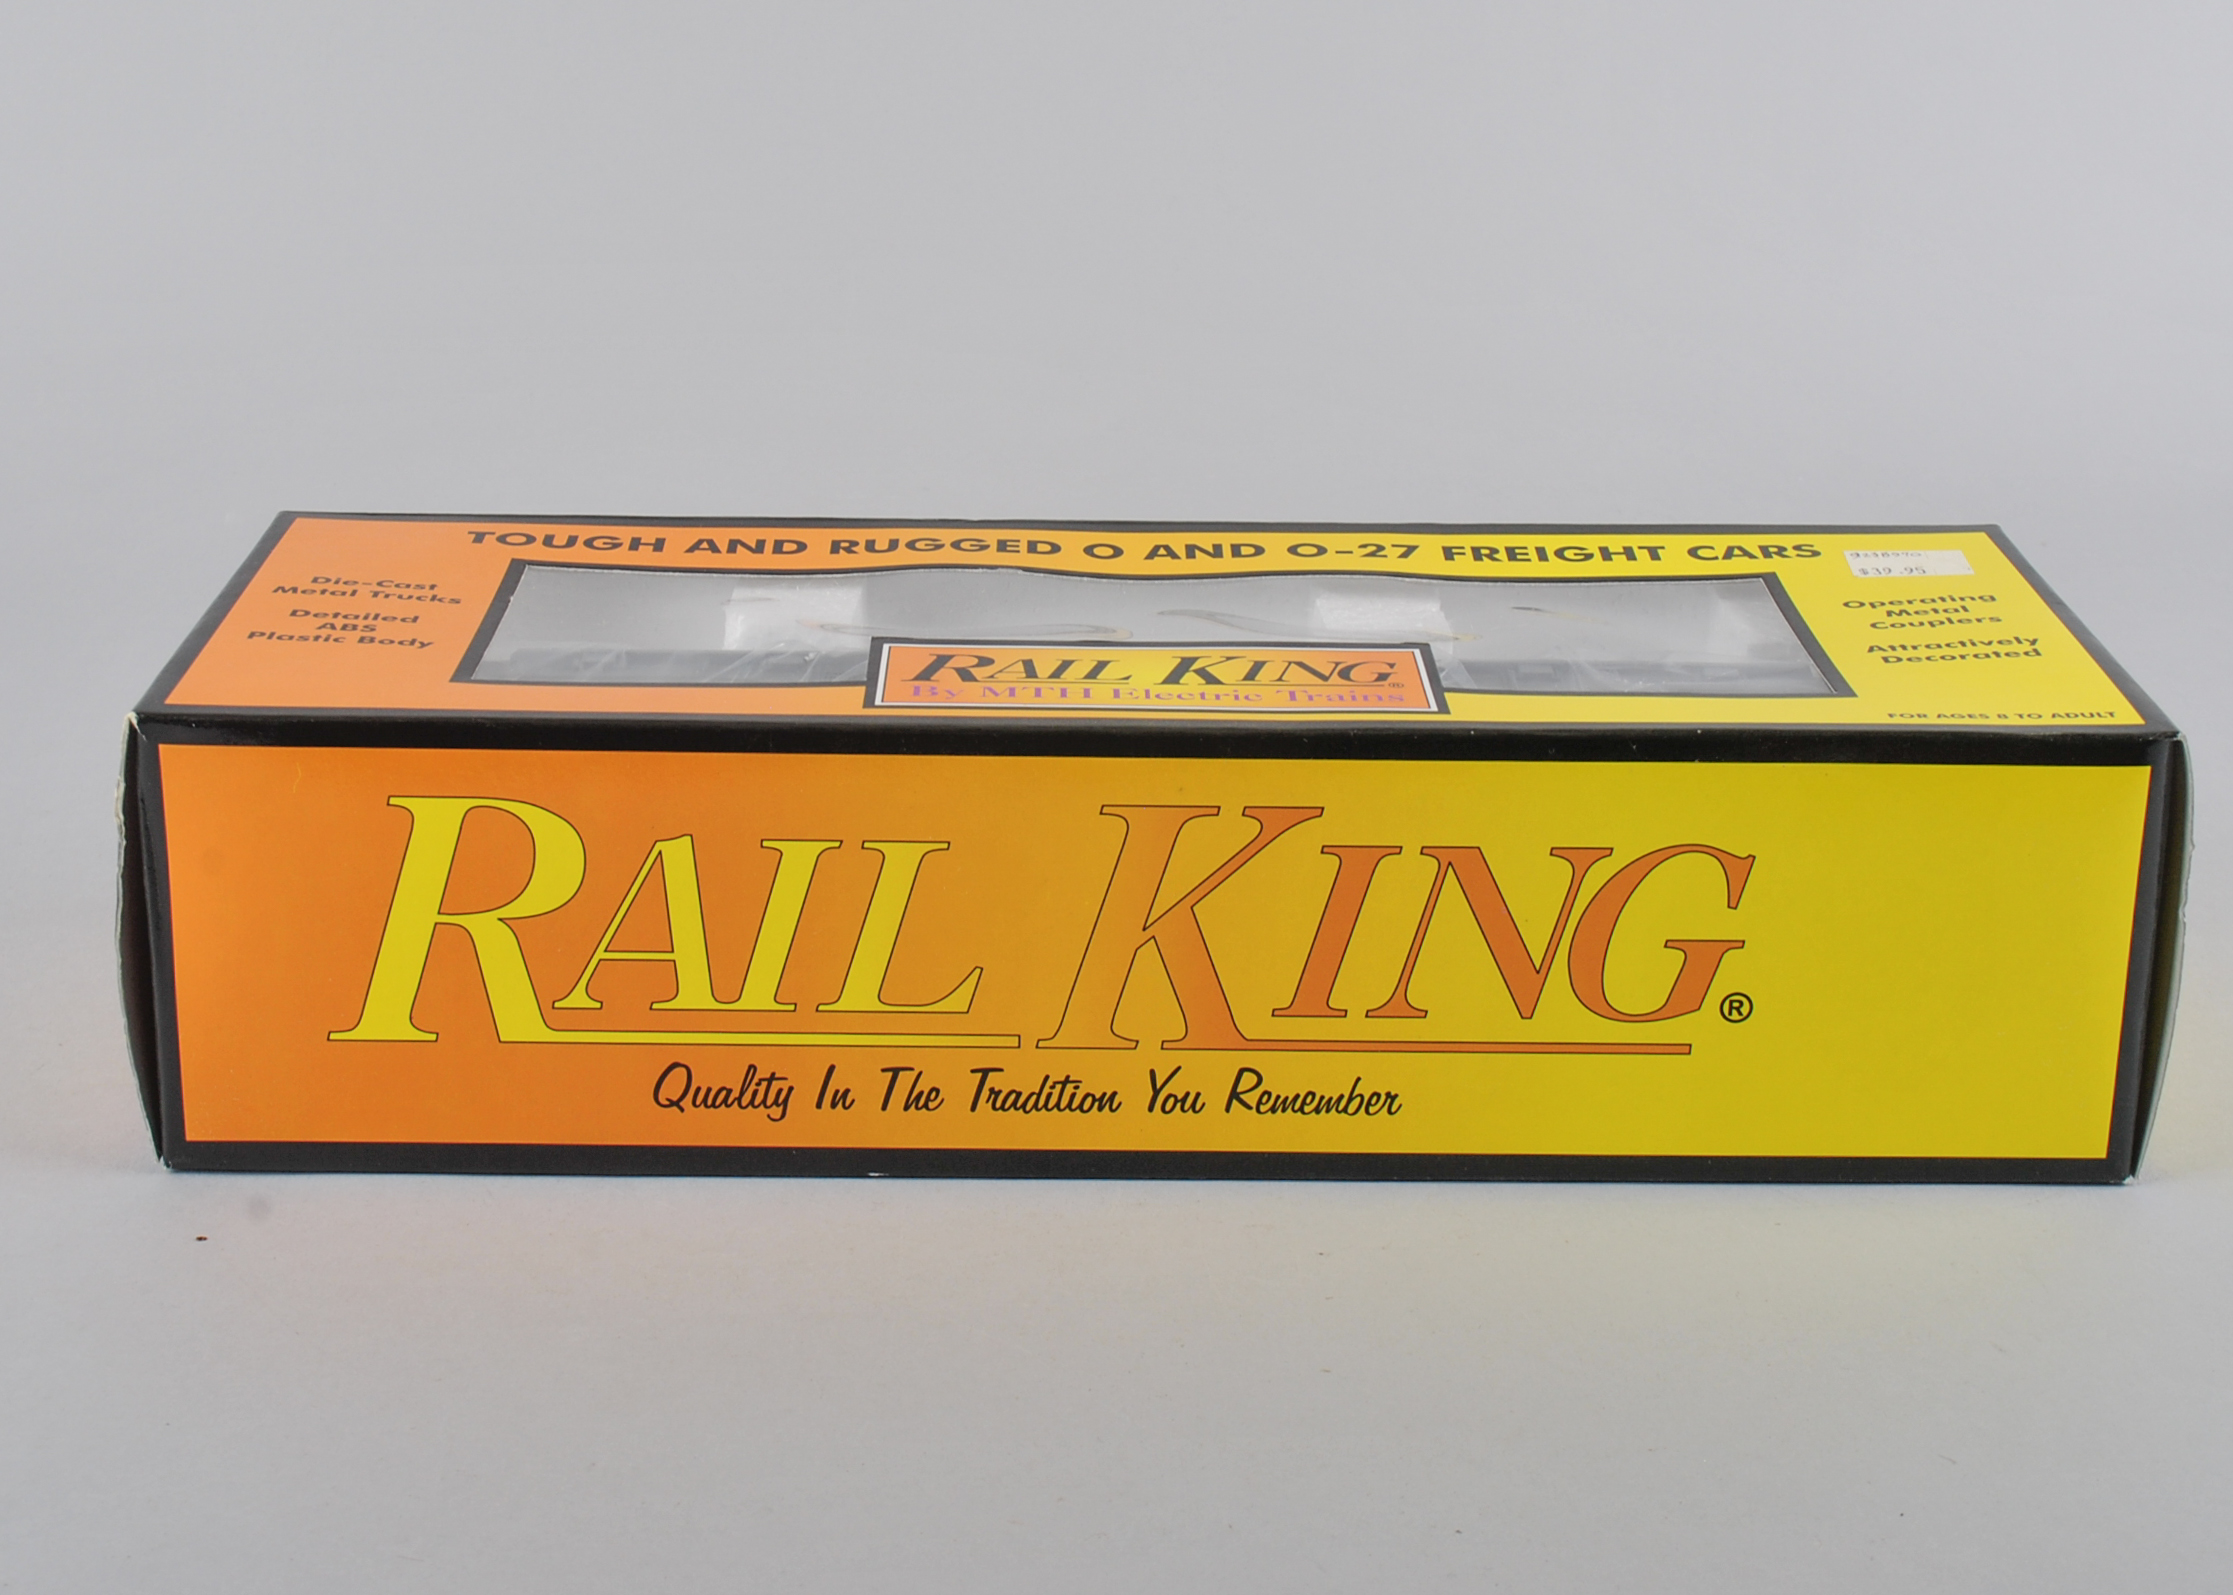 TOUGH AND RUGGED O AND O-27 FREIGHT CARS
Die-Cast
Metal Trucks
Detailed
ABS
Plastic Body
$39.95
Operating
Metal
Couplers
Attractively
Decorated
RAIL KING®
By MTH Electric Trains
FOR AGES 8 TO ADULT
RAIL KING®
Quality In The Tradition You Remember